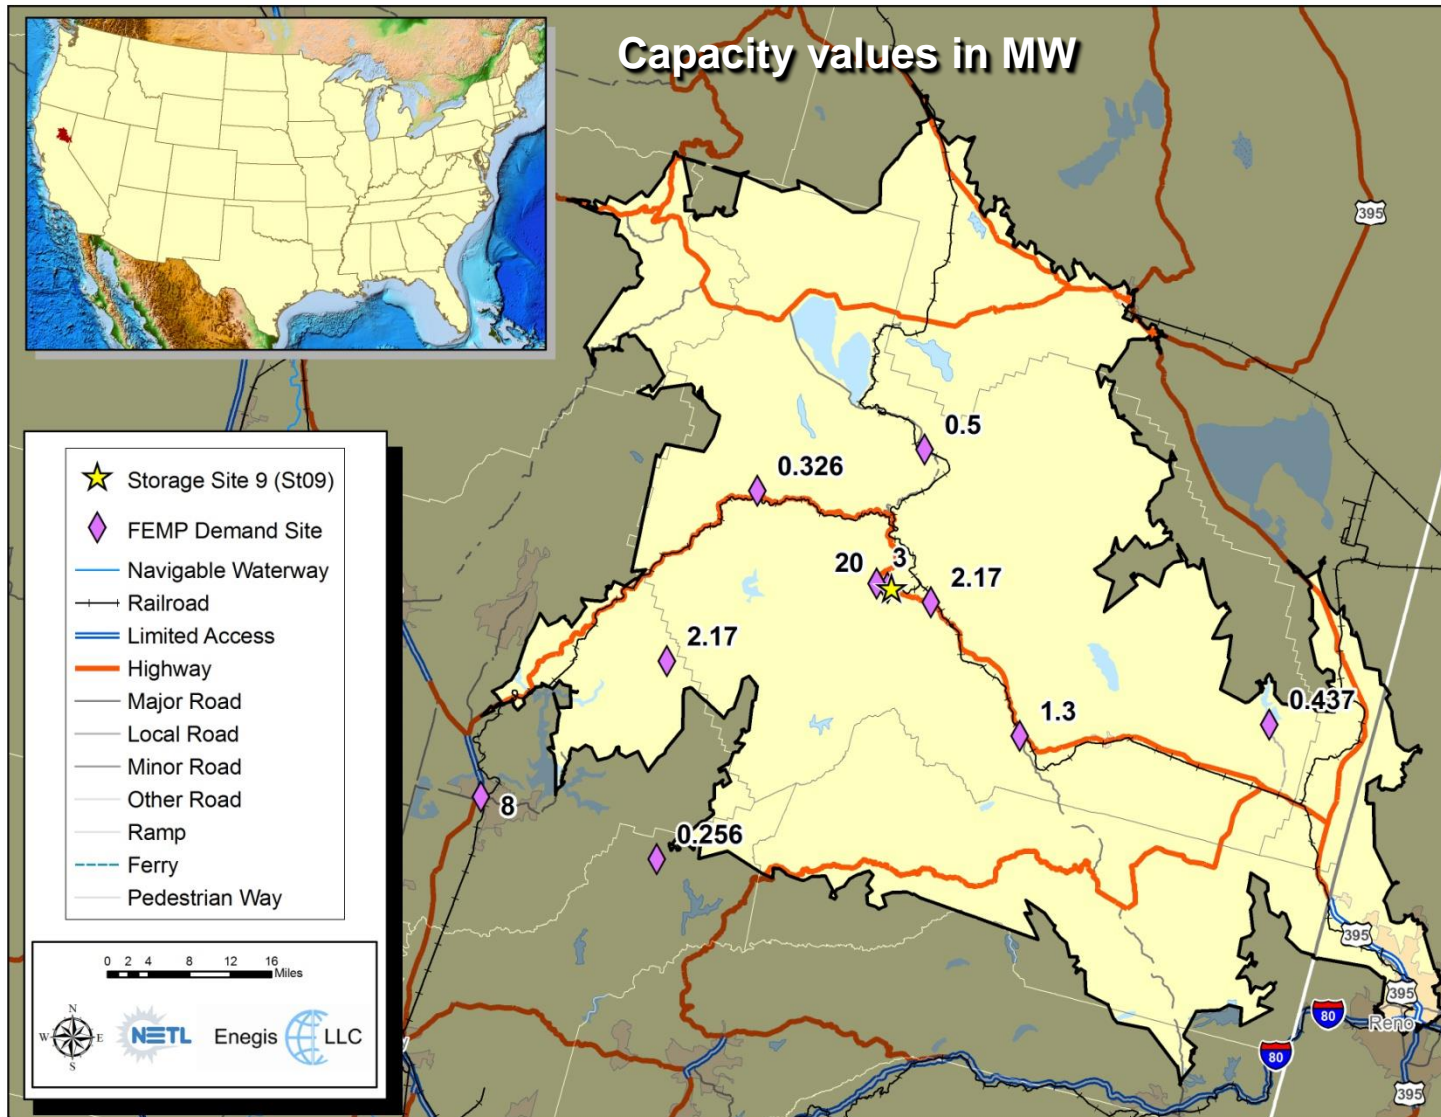 Capacity values in MW
395
0.5
0.326
20
3
2.17
2.17
1.3
0.437
8
0.256
Storage Site 9 (St09)
FEMP Demand Site
Navigable Waterway
Railroad
Limited Access
Highway
Major Road
Local Road
Minor Road
Other Road
Ramp
Ferry
Pedestrian Way
0 2 4 8 12 16
Miles
N
W E
S
NETL
Enegis LLC
395
395
80
Reno
80
395